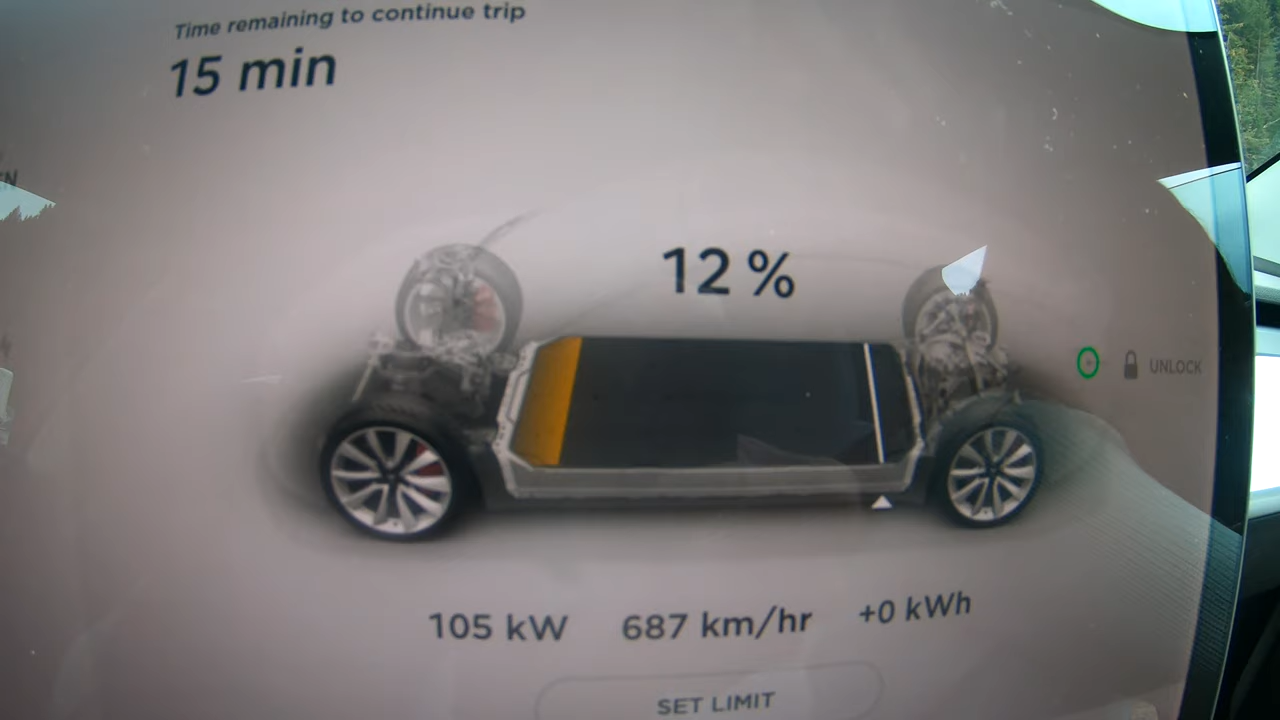 Time remaining to continue trip
15 min
12 %
UNLOCK
105 kW 687 km/hr +0 kWh
SET LIMIT